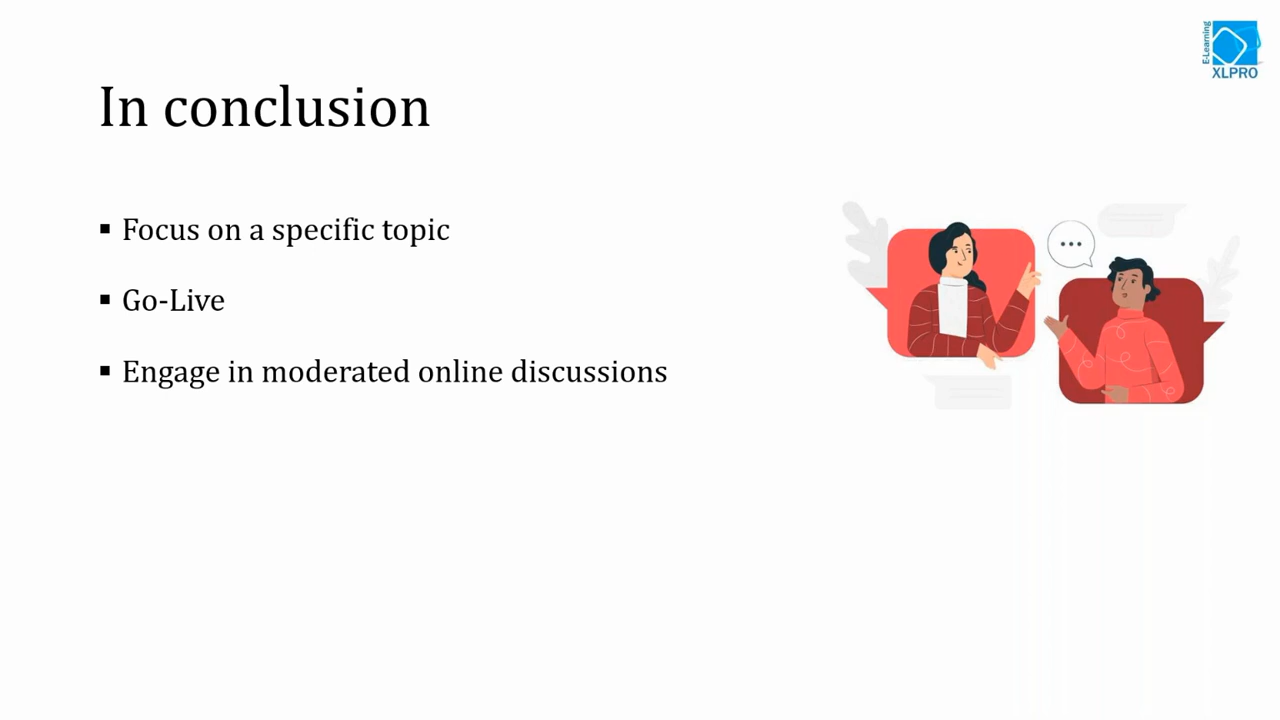 E-Learning
XLPRO
In conclusion
▪ Focus on a specific topic
▪ Go-Live
▪ Engage in moderated online discussions